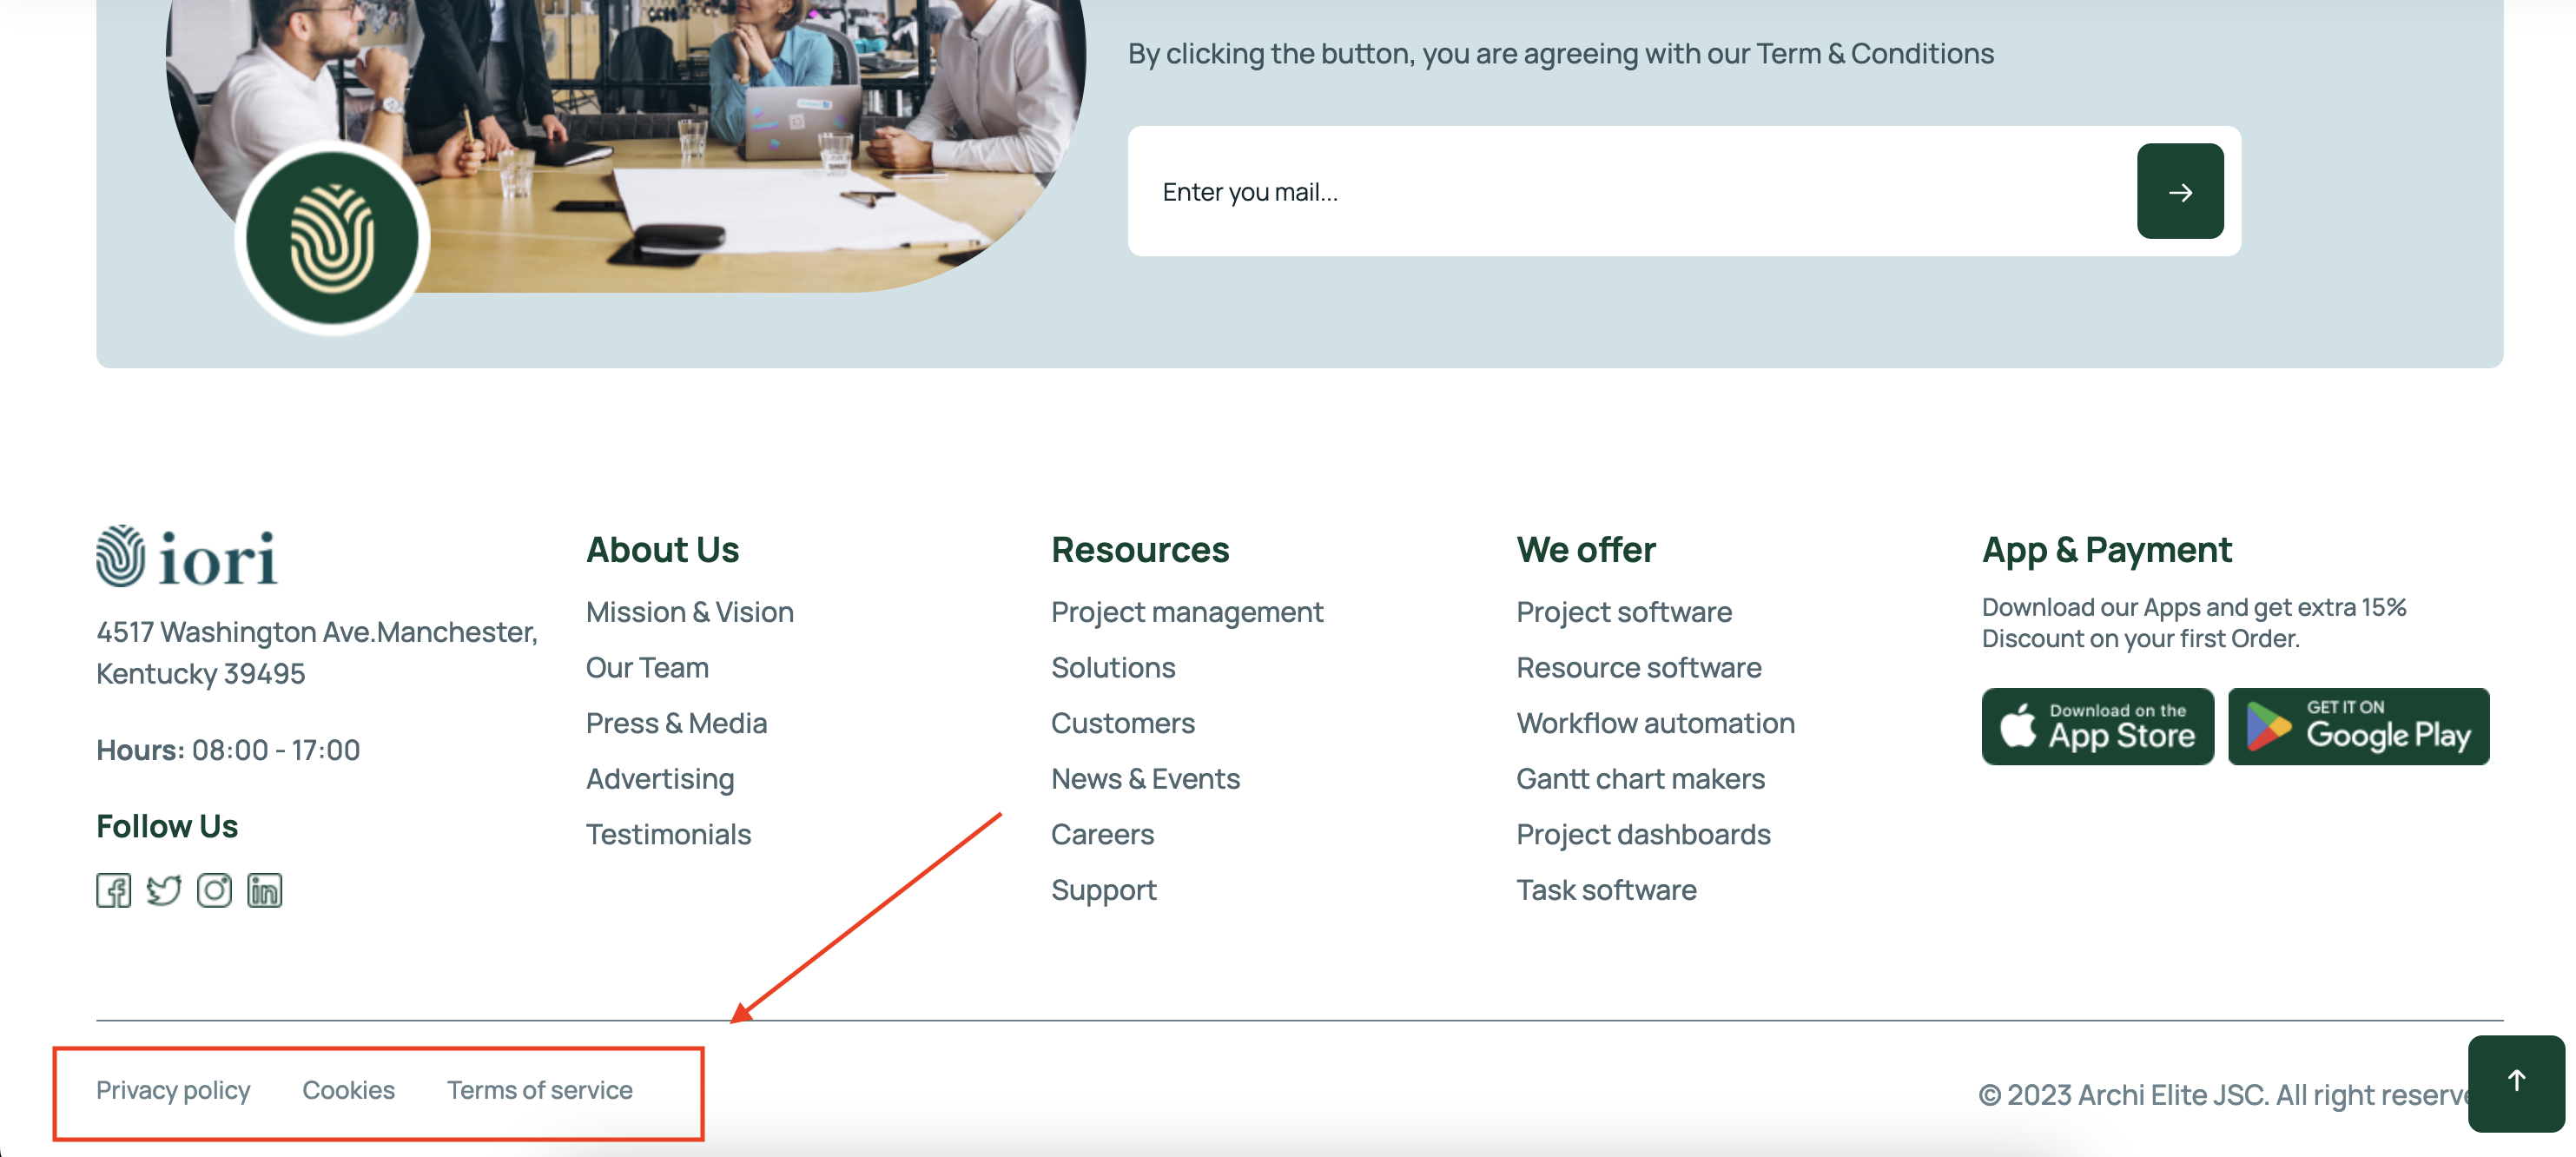 By clicking the button, you are agreeing with our Term & Conditions
Enter you mail...
iori
4517 Washington Ave.Manchester,
Kentucky 39495
Hours: 08:00 - 17:00
Follow Us
About Us
Mission & Vision
Our Team
Press & Media
Advertising
Testimonials
Resources
Project management
Solutions
Customers
News & Events
Careers
Support
We offer
Project software
Resource software
Workflow automation
Gantt chart makers
Project dashboards
Task software
App & Payment
Download our Apps and get extra 15%
Discount on your first Order.
Download on the
App Store
GET IT ON
Google Play
Privacy policy Cookies Terms of service
© 2023 Archi Elite JSC. All right